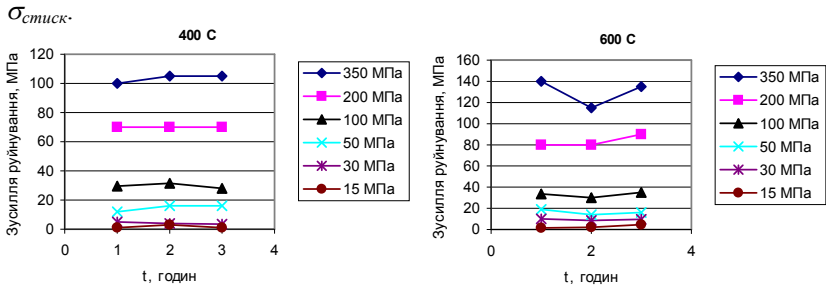 σстиск.
400 С
Зусилля руйнування, МПа
120
100
80
60
40
20
0
0 1 2 3 4
t, годин
350 МПа
200 МПа
100 МПа
50 МПа
30 МПа
15 МПа
600 С
Зусилля руйнування, МПа
160
140
120
100
80
60
40
20
0
0 1 2 3 4
t, годин
350 МПа
200 МПа
100 МПа
50 МПа
30 МПа
15 МПа